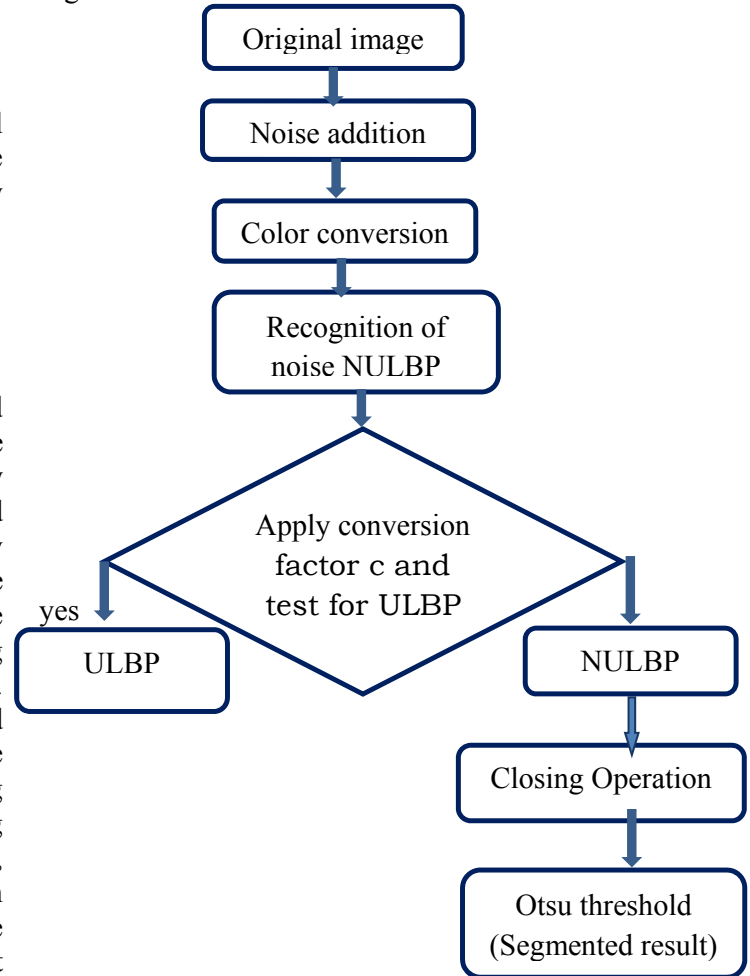 Original image
Noise addition
Color conversion
Recognition of
noise NULBP
Apply conversion
factor c and
test for ULBP
yes
ULBP
NULBP
Closing Operation
Otsu threshold
(Segmented result)